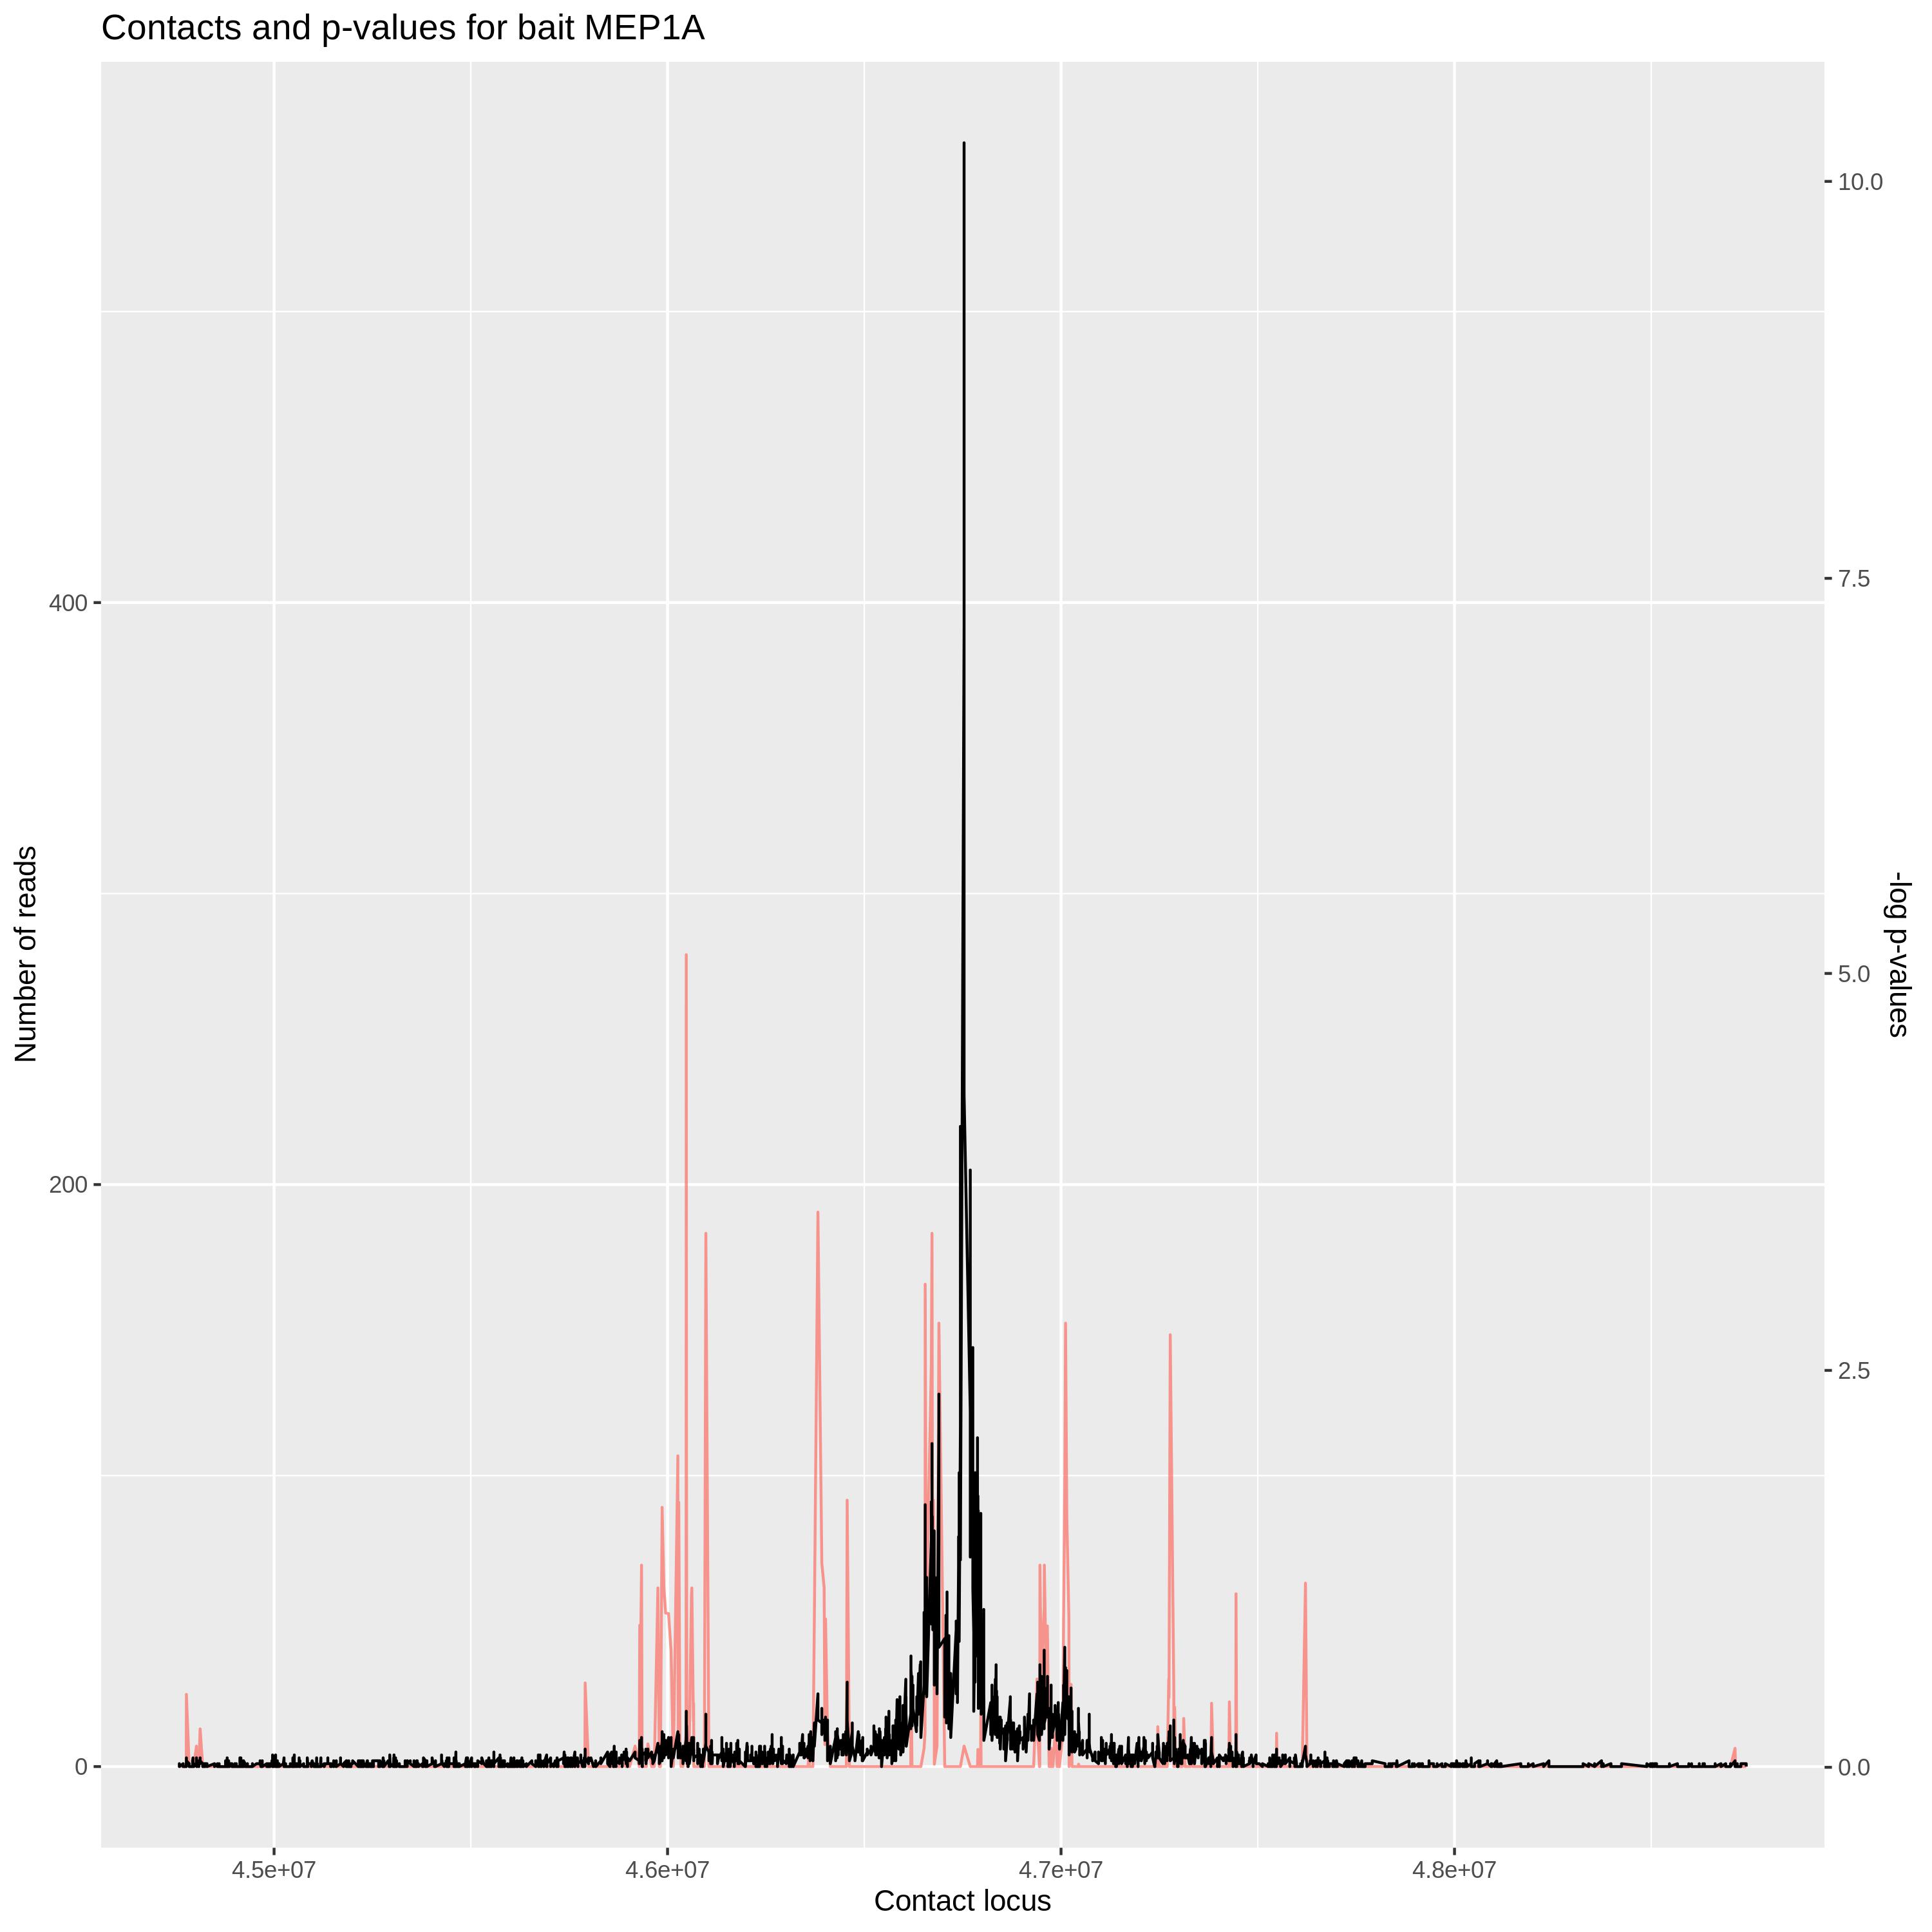 Contacts and p-values for bait MEP1A
Number of reads
400
200
0
10.0
7.5
5.0
2.5
0.0
-log p-values
4.5e+07
4.6e+07
4.7e+07
4.8e+07
Contact locus